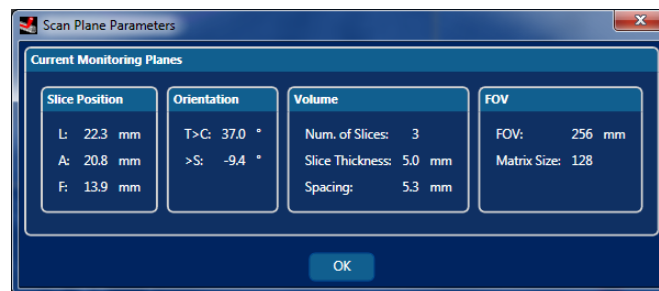 Scan Plane Parameters
Current Monitoring Planes
Slice Position
L: 22.3 mm
A: 20.8 mm
F: 13.9 mm
Orientation
T>C: 37.0 °
>S: -9.4 °
Volume
Num. of Slices: 3
Slice Thickness: 5.0 mm
Spacing: 5.3 mm
FOV
FOV: 256 mm
Matrix Size: 128
OK